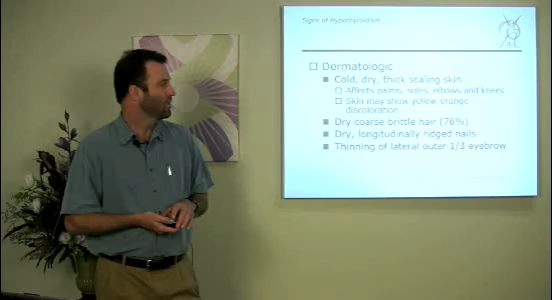 Signs of Hypothyroidism
Dermatologic
Cold, dry, thick scaling skin
Affects palms, soles, elbows and knees
Skin may show yellow-orange
discoloration
Dry coarse brittle hair (76%)
Dry, longitudinally ridged nails
Thinning of lateral outer 1/3 eyebrow